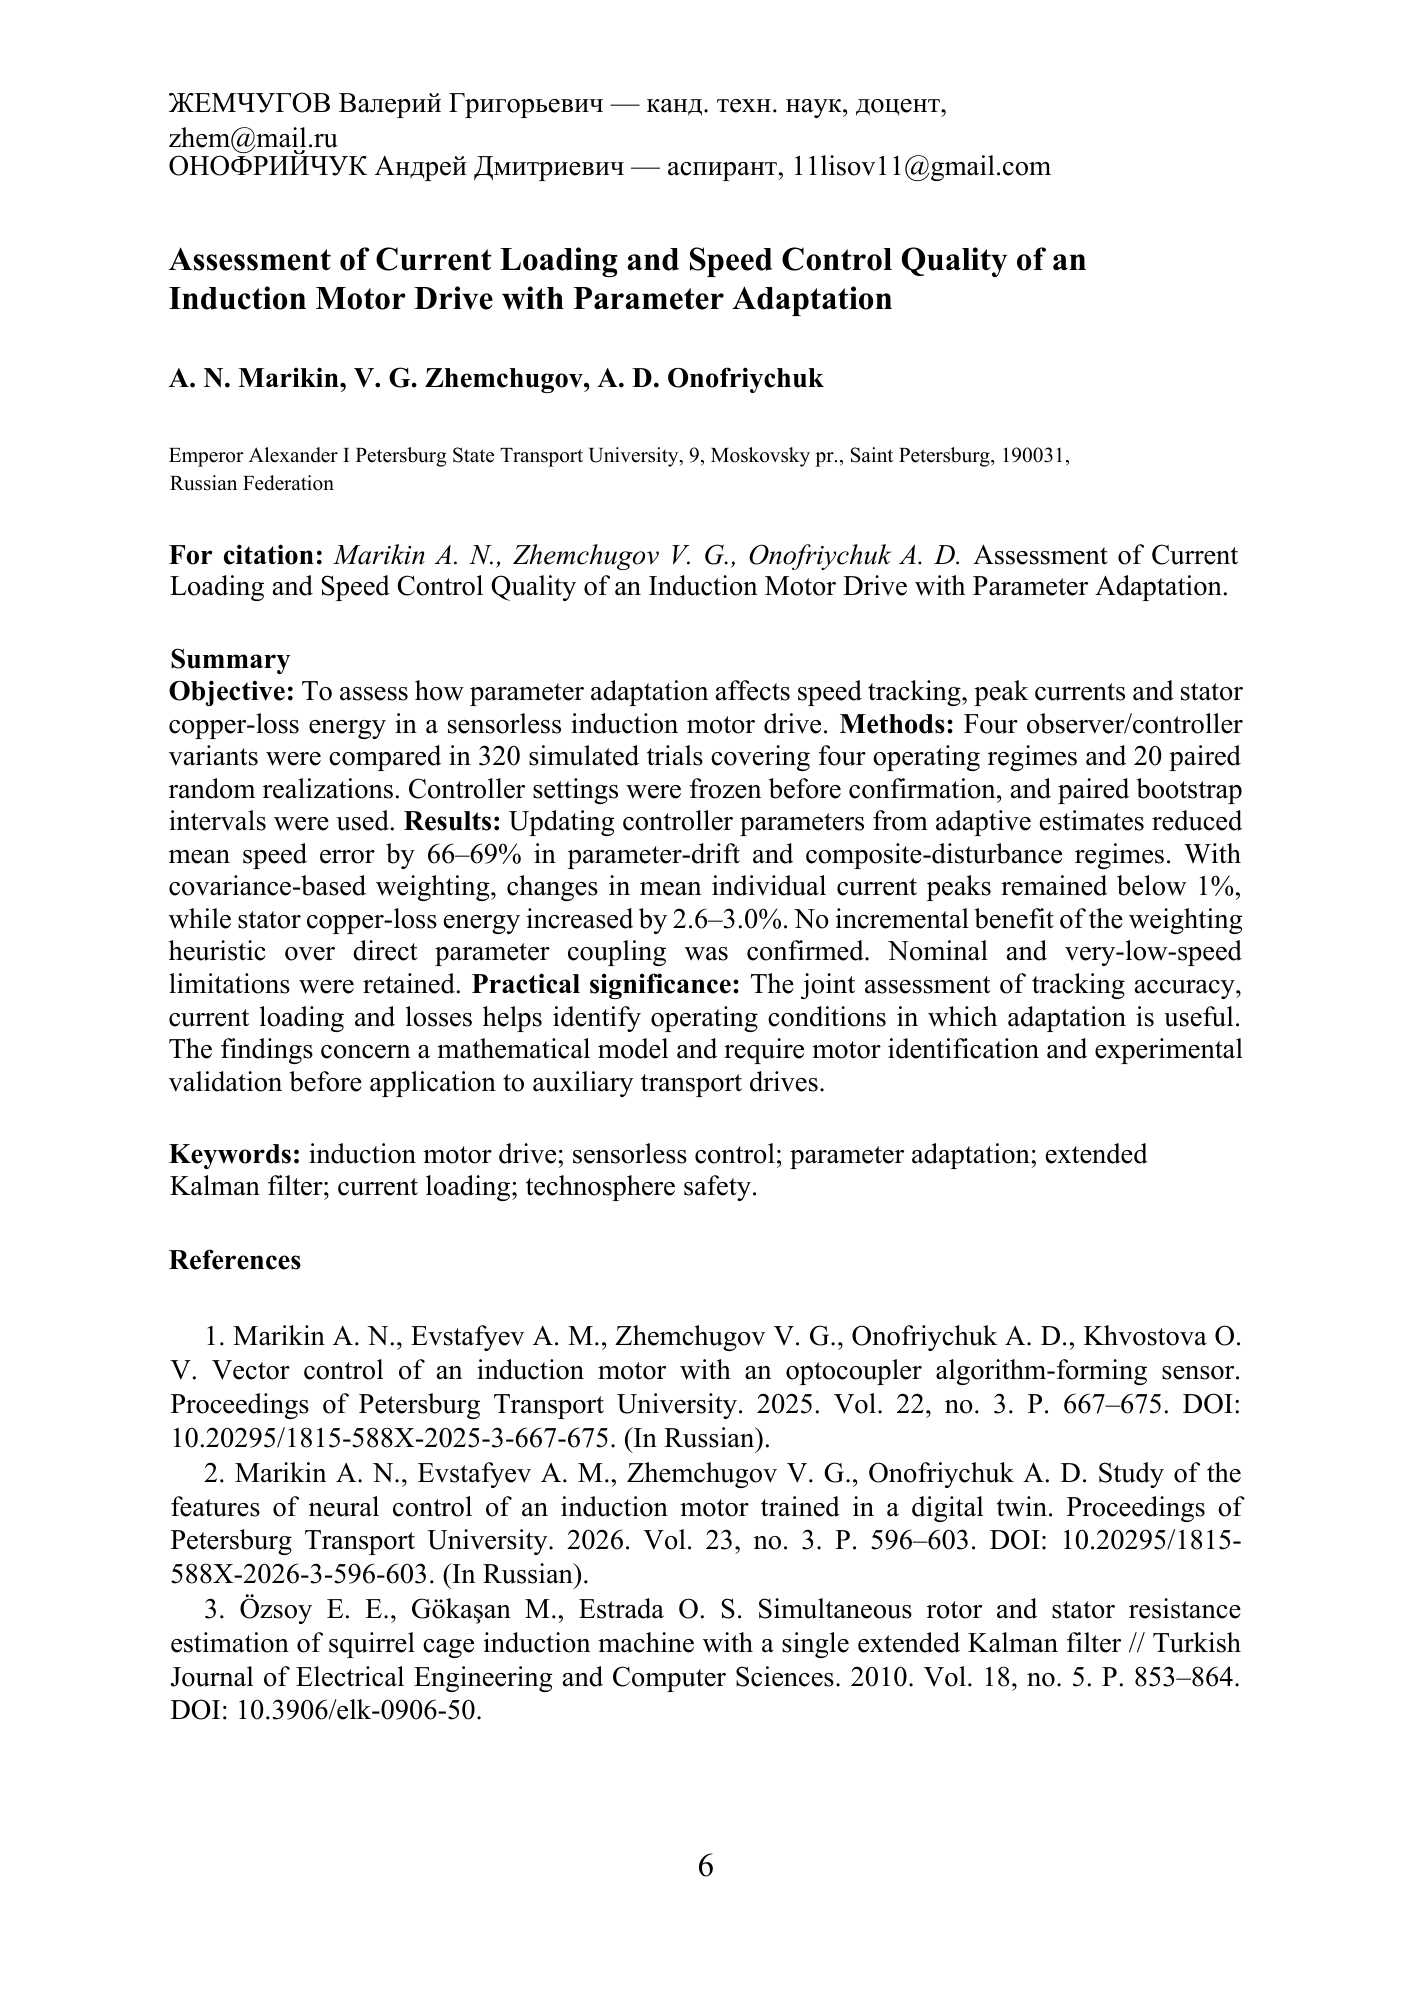 ЖЕМЧУГОВ Валерий Григорьевич — канд. техн. наук, доцент,
zhem@mail.ru
ОНОФРИЙЧУК Андрей Дмитриевич — аспирант, 11lisov11@gmail.com
Assessment of Current Loading and Speed Control Quality of an
Induction Motor Drive with Parameter Adaptation
A. N. Marikin, V. G. Zhemchugov, A. D. Onofriychuk
Emperor Alexander I Petersburg State Transport University, 9, Moskovsky pr., Saint Petersburg, 190031,
Russian Federation
For citation: Marikin A. N., Zhemchugov V. G., Onofriychuk A. D. Assessment of Current
Loading and Speed Control Quality of an Induction Motor Drive with Parameter Adaptation.
Summary
Objective: To assess how parameter adaptation affects speed tracking, peak currents and stator
copper-loss energy in a sensorless induction motor drive. Methods: Four observer/controller
variants were compared in 320 simulated trials covering four operating regimes and 20 paired
random realizations. Controller settings were frozen before confirmation, and paired bootstrap
intervals were used. Results: Updating controller parameters from adaptive estimates reduced
mean speed error by 66–69% in parameter-drift and composite-disturbance regimes. With
covariance-based weighting, changes in mean individual current peaks remained below 1%,
while stator copper-loss energy increased by 2.6–3.0%. No incremental benefit of the weighting
heuristic over direct parameter coupling was confirmed. Nominal and very-low-speed
limitations were retained. Practical significance: The joint assessment of tracking accuracy,
current loading and losses helps identify operating conditions in which adaptation is useful.
The findings concern a mathematical model and require motor identification and experimental
validation before application to auxiliary transport drives.
Keywords: induction motor drive; sensorless control; parameter adaptation; extended
Kalman filter; current loading; technosphere safety.
References
1. Marikin A. N., Evstafyev A. M., Zhemchugov V. G., Onofriychuk A. D., Khvostova O.
V. Vector control of an induction motor with an optocoupler algorithm-forming sensor.
Proceedings of Petersburg Transport University. 2025. Vol. 22, no. 3. P. 667–675. DOI:
10.20295/1815-588X-2025-3-667-675. (In Russian).
2. Marikin A. N., Evstafyev A. M., Zhemchugov V. G., Onofriychuk A. D. Study of the
features of neural control of an induction motor trained in a digital twin. Proceedings of
Petersburg Transport University. 2026. Vol. 23, no. 3. P. 596–603. DOI: 10.20295/1815-
588X-2026-3-596-603. (In Russian).
3. Özsoy E. E., Gökaşan M., Estrada O. S. Simultaneous rotor and stator resistance
estimation of squirrel cage induction machine with a single extended Kalman filter // Turkish
Journal of Electrical Engineering and Computer Sciences. 2010. Vol. 18, no. 5. P. 853–864.
DOI: 10.3906/elk-0906-50.
6